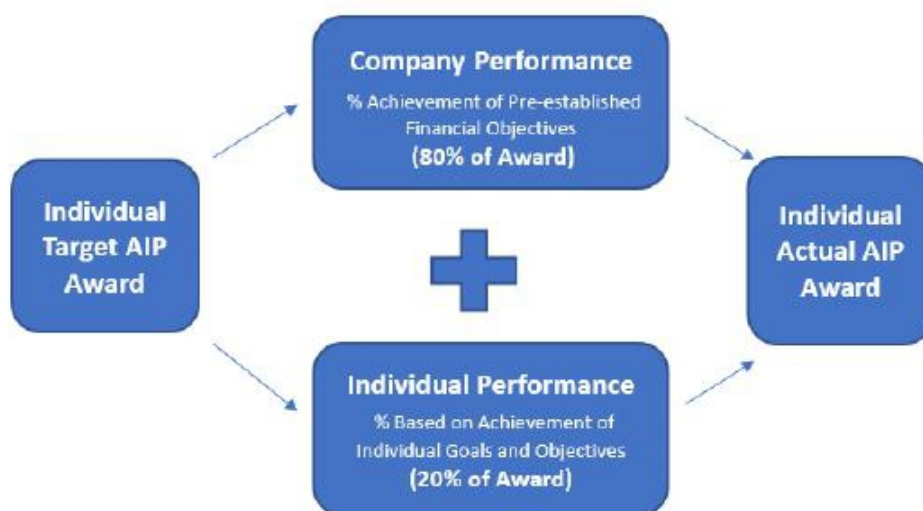 Company Performance
% Achievement of Pre-established
Financial Objectives
(80% of Award)
Individual
Target AIP
Award
Individual
Actual AIP
Award
Individual Performance
% Based on Achievement of
Individual Goals and Objectives
(20% of Award)